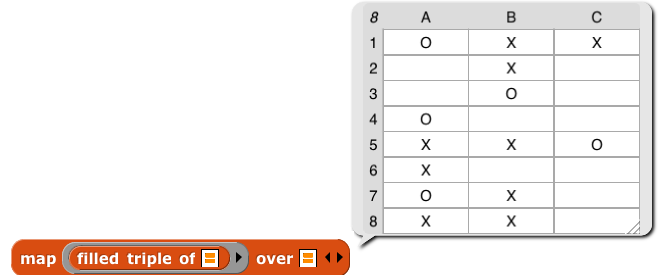 8 A B C
1 O X X
2 X
3 O
4 O
5 X X O
6 X
7 O X
8 X X
map filled triple of over